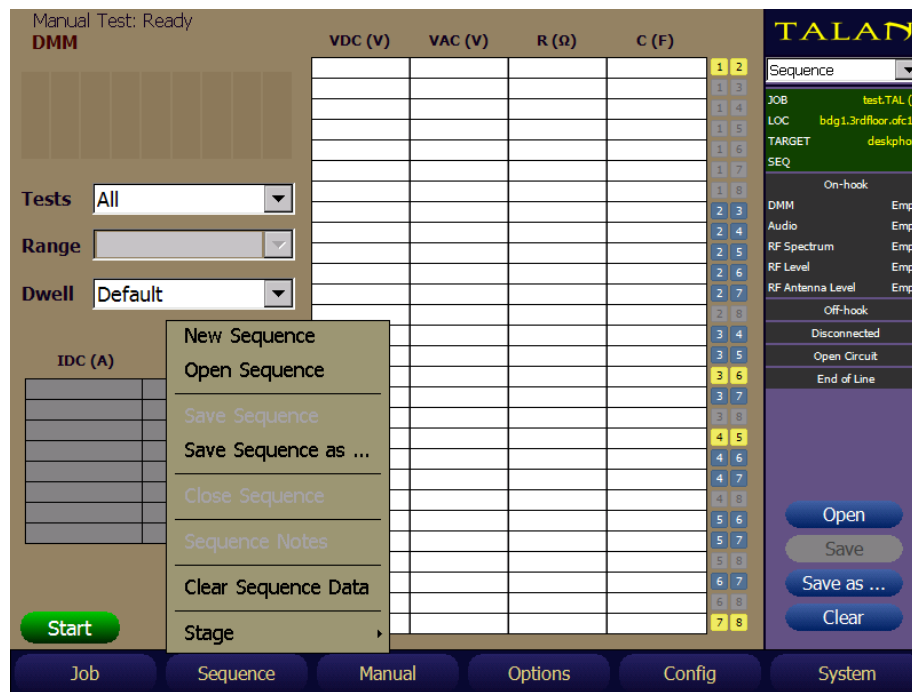 Manual Test: Ready
DMM
VDC (V) VAC (V) R (Ω) C (F)
TALAN
Sequence
JOB test.TAL (
LOC bdg1.3rdfloor.ofc1
TARGET deskpho
SEQ
On-hook
DMM Emp
Audio Emp
RF Spectrum Emp
RF Level Emp
RF Antenna Level Emp
Off-hook
Disconnected
Open Circuit
End of Line
Open
Save
Save as ...
Clear
Tests All
Range
Dwell Default
IDC (A)
New Sequence
Open Sequence
Save Sequence
Save Sequence as ...
Close Sequence
Sequence Notes
Clear Sequence Data
Stage
Start
1 2
1 3
1 4
1 5
1 6
1 7
1 8
2 3
2 4
2 5
2 6
2 7
2 8
3 4
3 5
3 6
3 7
3 8
4 5
4 6
4 7
4 8
5 6
5 7
5 8
6 7
6 8
7 8
Job Sequence Manual Options Config System